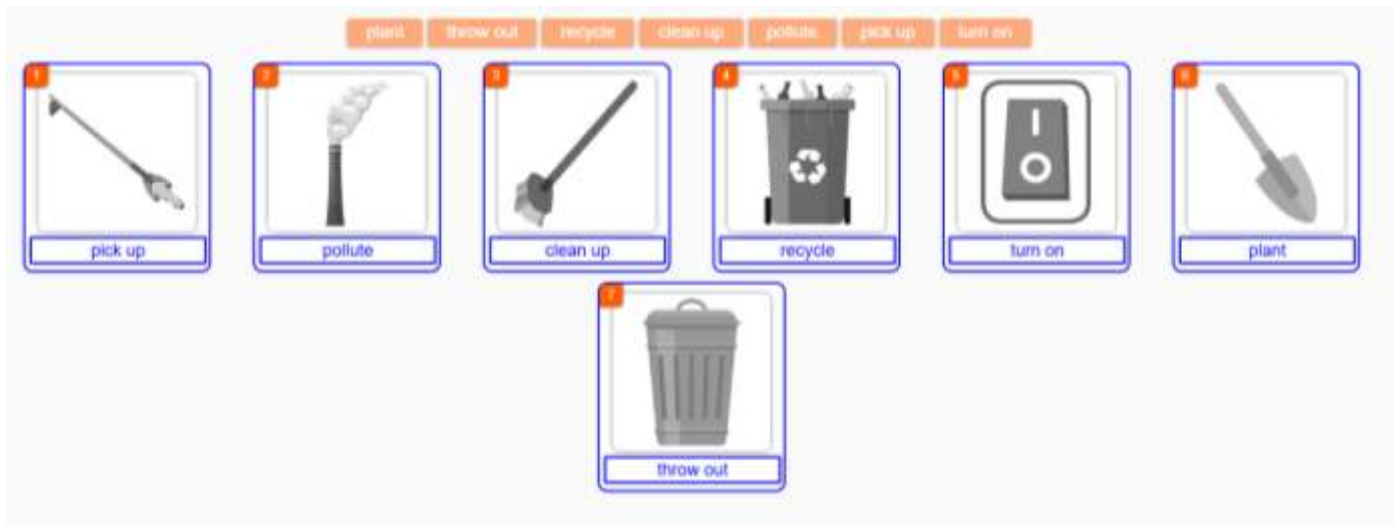 plant throw out recycle clean up pollute pick up turn on
1 2 3 4 5 6
pick up pollute clean up recycle turn on plant
7
throw out